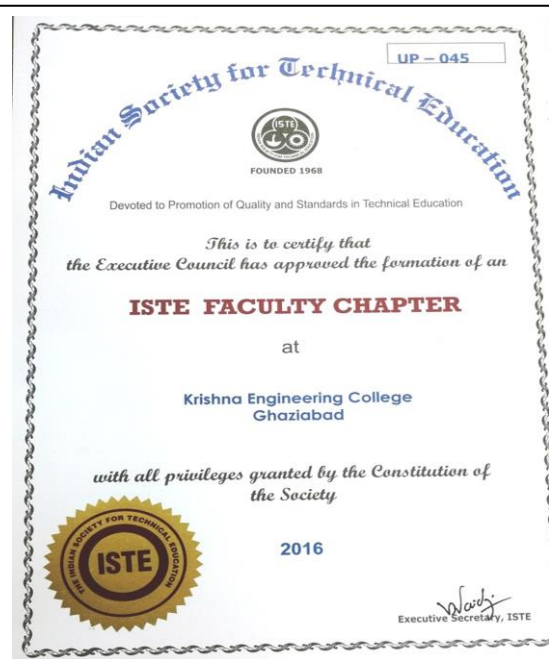 UP – 045
Indian Society for Technical Education
ISTE
FOUNDED 1968
Devoted to Promotion of Quality and Standards in Technical Education
This is to certify that
the Executive Council has approved the formation of an
ISTE FACULTY CHAPTER
at
Krishna Engineering College
Ghaziabad
with all privileges granted by the Constitution of
the Society
2016
THE INDIAN SOCIETY FOR TECHNICAL EDUCATION
ISTE
Executive Secretary, ISTE